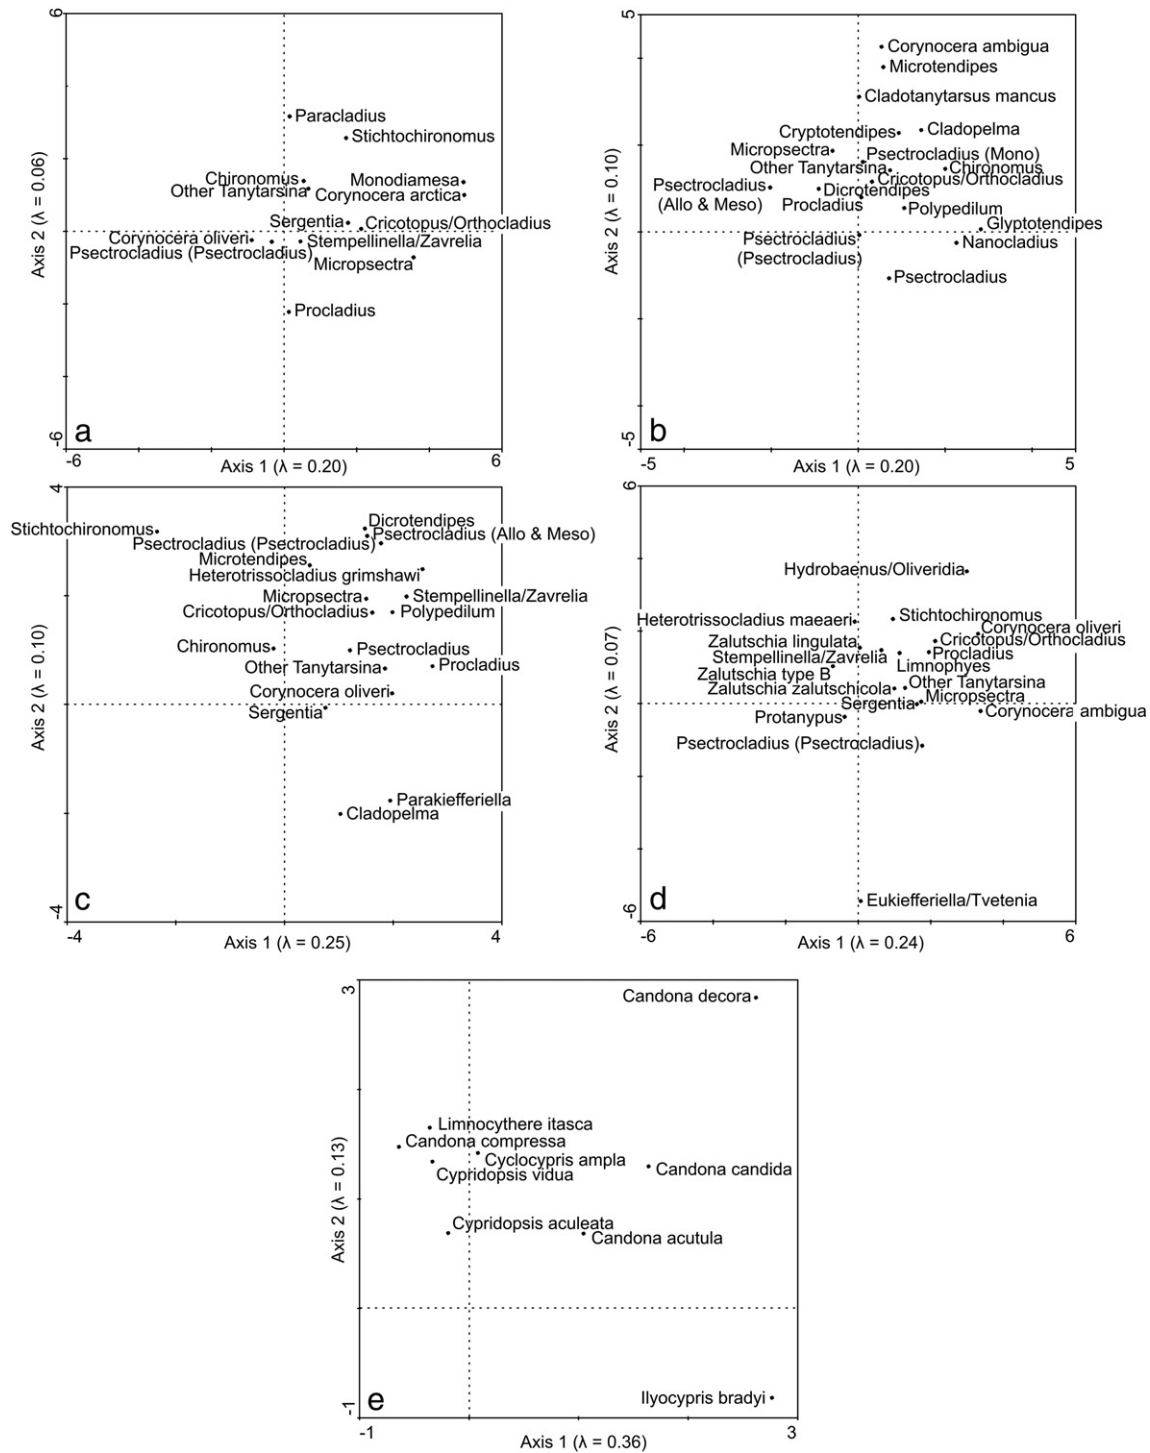 6
Paracladius
Stichtochironomus
Chironomus
Monodiamesa
Other Tanytarsina
Corynocera arctica
Sergentia
Cricotopus/Orthocladius
Corynocera oliveri
Stempellinella/Zavrelia
Psectrocladius (Psectrocladius)
Micropsectra
Procladius
Axis 2 (λ = 0.06)
-6
a
-6
6
Axis 1 (λ = 0.20)
5
Corynocera ambigua
Microtendipes
Cladotanytarsus mancus
Cryptotendipes
Cladopelma
Micropsectra
Psectrocladius (Mono)
Other Tanytarsina
Chironomus
Cricotopus/Orthocladius
Psectrocladius
(Allo & Meso)
Dicrotendipes
Procladius
Polypedilum
Glyptotendipes
Psectrocladius
(Psectrocladius)
Nanocladius
Psectrocladius
Axis 2 (λ = 0.10)
-5
b
-5
5
Axis 1 (λ = 0.20)
4
Dicrotendipes
Stichtochironomus
Psectrocladius (Allo & Meso)
Psectrocladius (Psectrocladius)
Microtendipes
Heterotrissocladius grimshawi
Micropsectra
Stempellinella/Zavrelia
Cricotopus/Orthocladius
Polypedilum
Chironomus
Psectrocladius
Other Tanytarsina
Procladius
Corynocera oliveri
Sergentia
Parakiefferiella
Cladopelma
Axis 2 (λ = 0.10)
-4
c
-4
4
Axis 1 (λ = 0.25)
6
Hydrobaenus/Oliveridia
Heterotrissocladius maeaeri
Stichtochironomus
Corynocera oliveri
Zalutschia lingulata
Cricotopus/Orthocladius
Stempellinella/Zavrelia
Procladius
Limnophyes
Zalutschia type B
Other Tanytarsina
Zalutschia zalutschicola
Micropsectra
Sergentia
Corynocera ambigua
Protanypus
Psectrocladius (Psectrocladius)
Eukiefferiella/Tvetenia
Axis 2 (λ = 0.07)
-6
d
-6
6
Axis 1 (λ = 0.24)
3
Candona decora
Limnocythere itasca
Candona compressa
Cyclocypris ampla
Cypridopsis vidua
Candona candida
Cypridopsis aculeata
Candona acutula
Ilyocypris bradyi
Axis 2 (λ = 0.13)
-1
e
-1
3
Axis 1 (λ = 0.36)